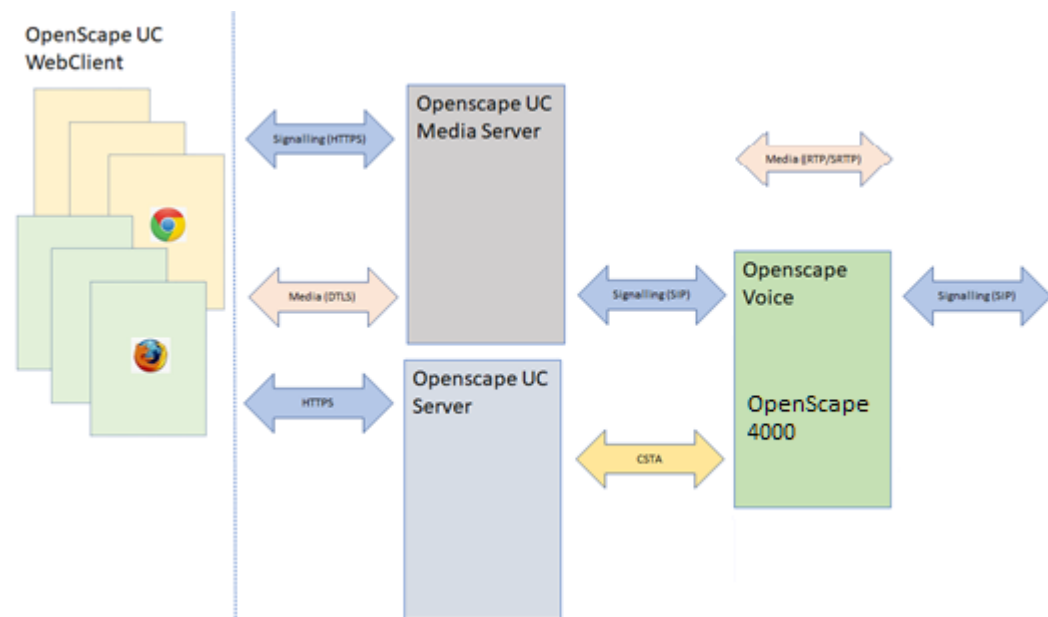 OpenScape UC
WebClient
Signalling (HTTPS)
Openscape UC
Media Server
Media ((RTP/SRTP)
Media (DTLS)
Signalling (SIP)
Openscape
Voice
Signalling (SIP)
HTTPS
Openscape UC
Server
OpenScape
4000
CSTA